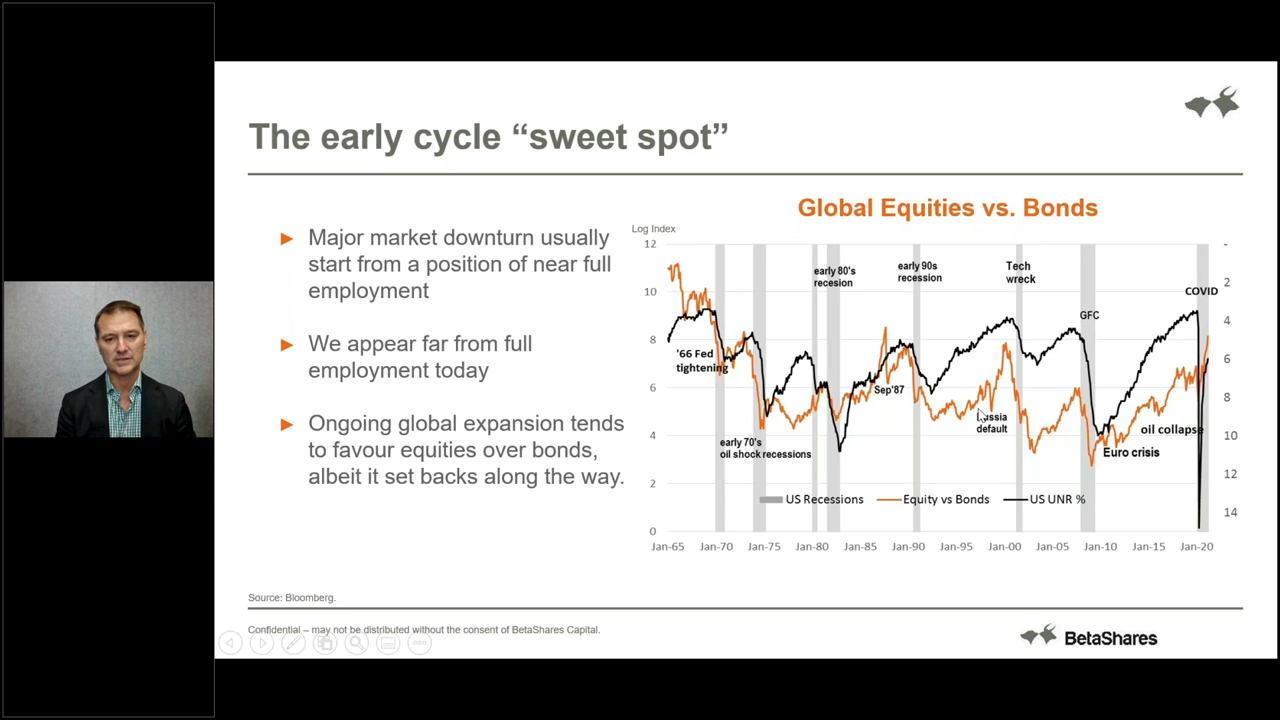 The early cycle “sweet spot”
Major market downturn usually
start from a position of near full
employment
We appear far from full
employment today
Ongoing global expansion tends
to favour equities over bonds,
albeit it set backs along the way.
Global Equities vs. Bonds
Log Index
12
10
8
6
4
2
0
-
2
4
6
8
10
12
14
early 80's
recesion
early 90s
recession
Tech
wreck
COVID
GFC
'66 Fed
tightening
Sep'87
Russia
default
oil collapse
early 70's
oil shock recessions
Euro crisis
US Recessions
Equity vs Bonds
US UNR %
Jan-65
Jan-70
Jan-75
Jan-80
Jan-85
Jan-90
Jan-95
Jan-00
Jan-05
Jan-10
Jan-15
Jan-20
Source: Bloomberg.
Confidential – may not be distributed without the consent of BetaShares Capital.
BetaShares